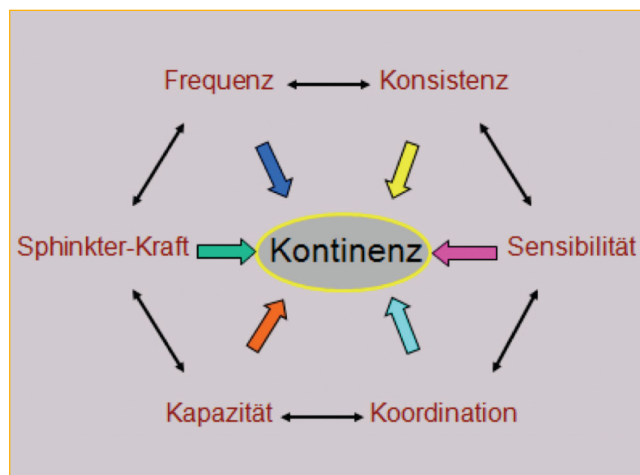 Frequenz Konsistenz
Sphinkter-Kraft Kontinenz Sensibilität
Kapazität Koordination